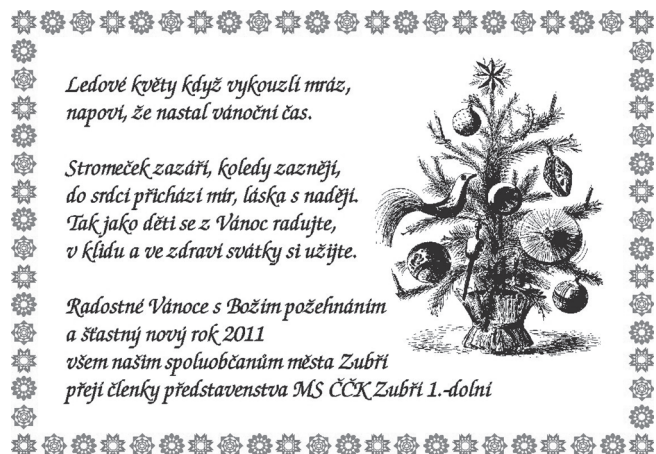 Ledové květy když vykouzlí mráz,
napoví, že nastal vánoční čas.
Stromeček zazáří, koledy zaznějí,
do srdcí přichází mír, láska s nadějí.
Tak jako děti se z Vánoc radujte,
v klidu a ve zdraví svátky si užijte.
Radostné Vánoce s Božím požehnáním
a šťastný nový rok 2011
všem našim spoluobčanům města Zubří
přejí členky představenstva MS ČČK Zubří 1.-dolní